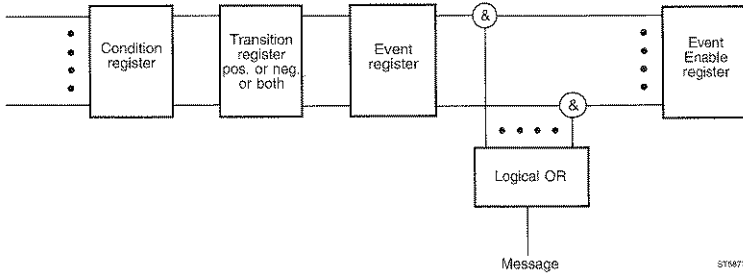 Condition
register
Transition
register
pos. or neg.
or both
Event
register
&
&
Event
Enable
register
Logical OR
Message